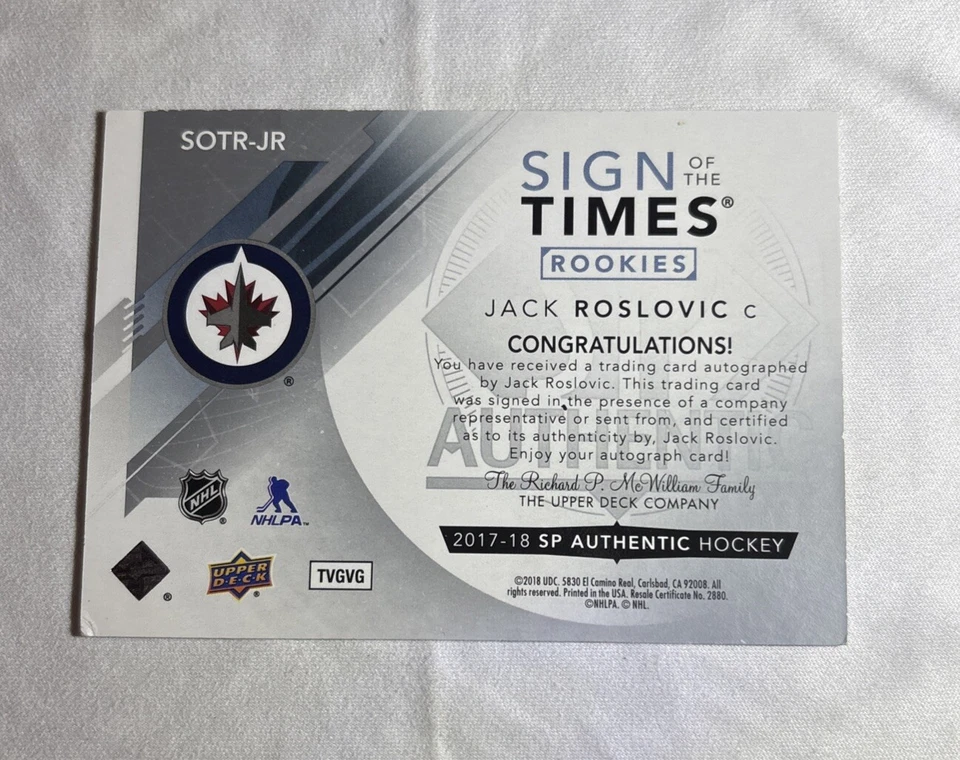 SOTR-JR
SIGN OF THE
TIMES®
ROOKIES
JACK ROSLOVIC C
CONGRATULATIONS!
You have received a trading card autographed
by Jack Roslovic. This trading card
was signed in the presence of a company
representative or sent from, and certified
as to its authenticity by, Jack Roslovic.
Enjoy your autograph card!
AUTHENTIC
The Richard P. McWilliam Family
THE UPPER DECK COMPANY
2017-18 SP AUTHENTIC HOCKEY
©2018 UDC. 5830 El Camino Real, Carlsbad, CA 92008. All
rights reserved. Printed in the USA. Resale Certificate No. 2880.
©NHLPA. © NHL.
®
NHL ®
NHLPA™
®
UPPER
D·E·C·K ®
TVGVG